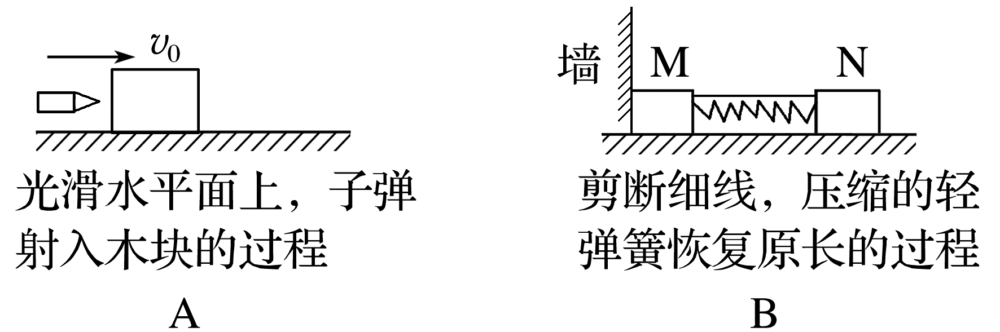 v0
墙 M N
光滑水平面上，子弹
射入木块的过程
A
剪断细线，压缩的轻
弹簧恢复原长的过程
B